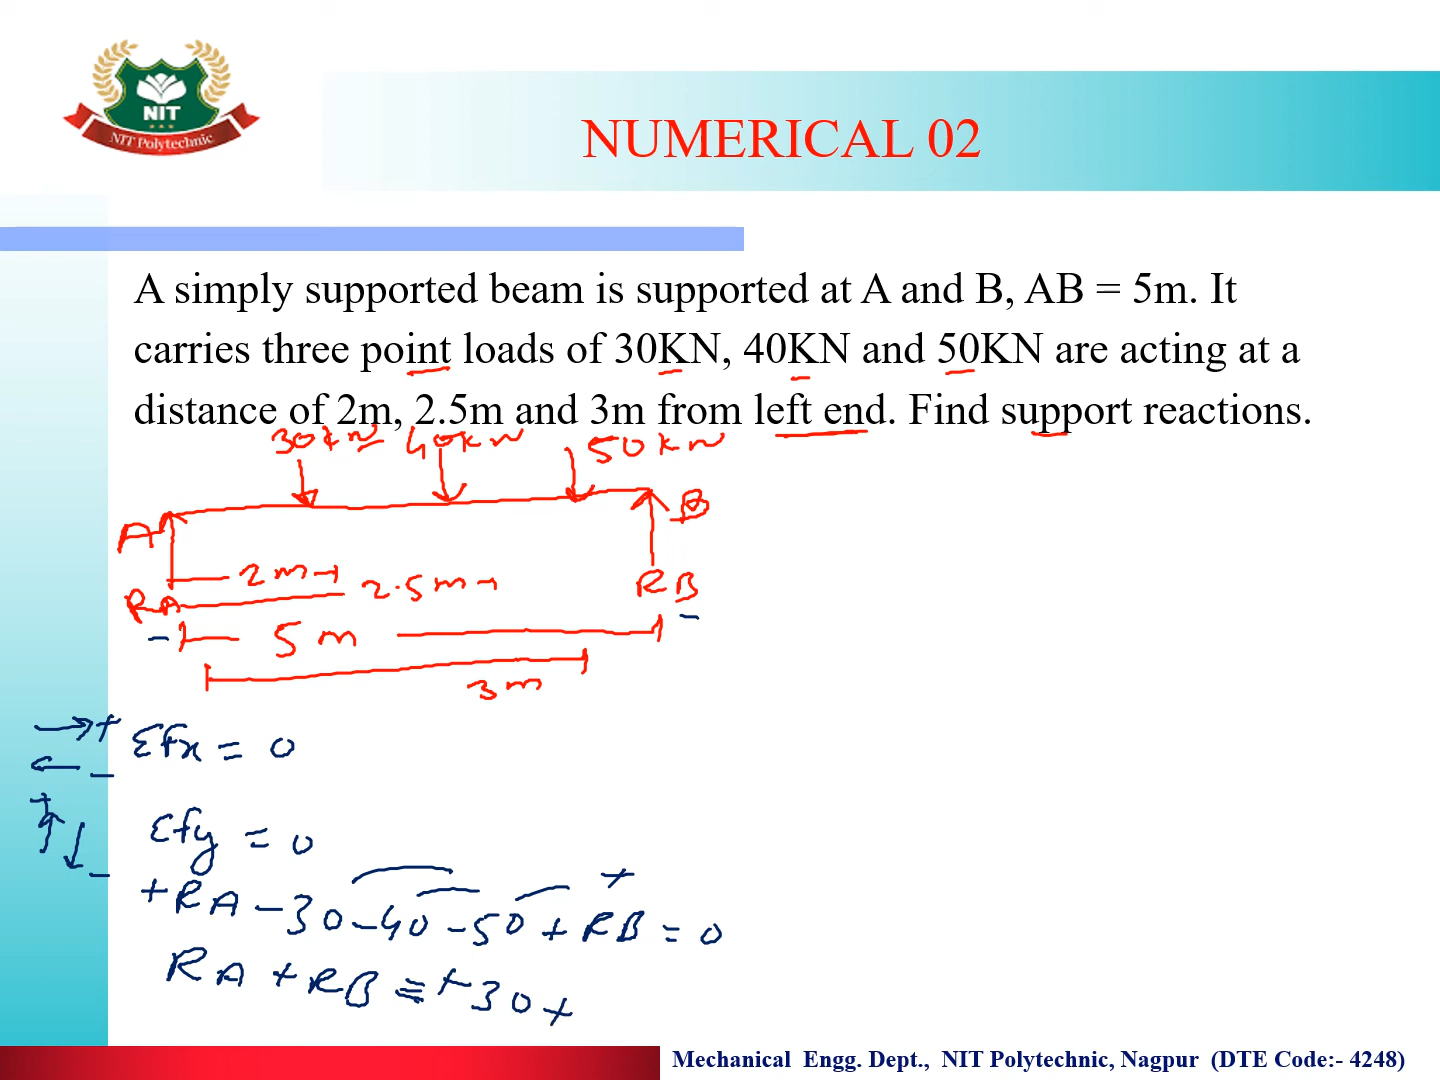 NIT
NIT Polytechnic
NUMERICAL 02
A simply supported beam is supported at A and B, AB = 5m. It
carries three point loads of 30KN, 40KN and 50KN are acting at a
distance of 2m, 2.5m and 3m from left end. Find support reactions.
30kN 40kN 50kN
A B
2m 2.5m RB
RA
5m
3m
→+ Σfx = 0
← -
+↑ ↓- Σfy = 0
+RA - 30 - 40 - 50 + RB = 0
RA + RB = +30 +
Mechanical Engg. Dept., NIT Polytechnic, Nagpur (DTE Code:- 4248)